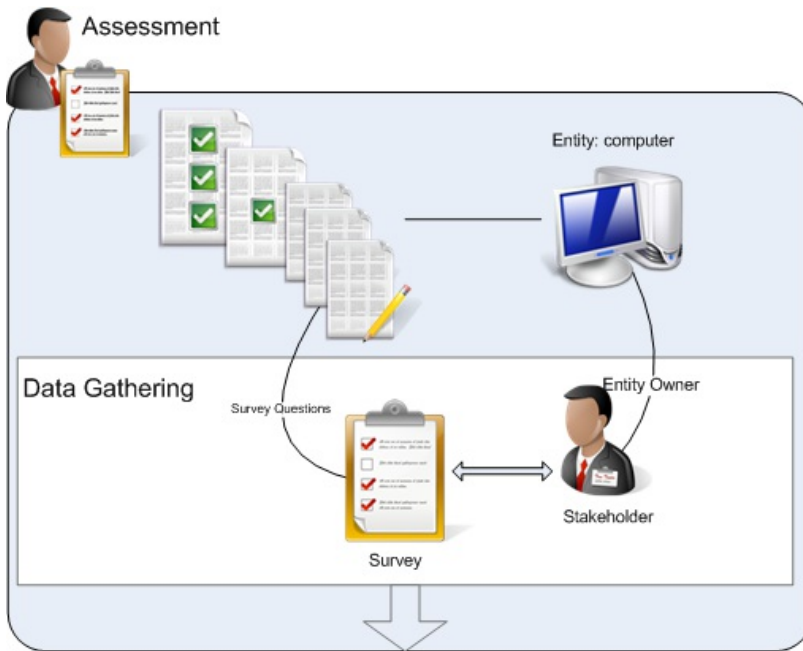 Assessment
Entity: computer
Data Gathering
Entity Owner
Survey Questions
Stakeholder
Survey